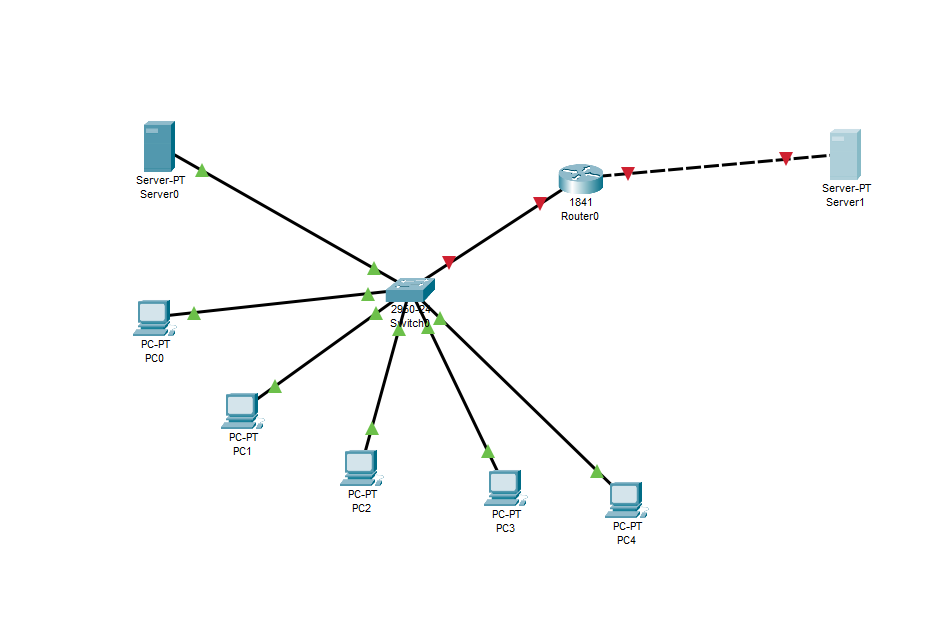 Server-PT
Server0
1841
Router0
Server-PT
Server1
2950-24
Switch0
PC-PT
PC0
PC-PT
PC1
PC-PT
PC2
PC-PT
PC3
PC-PT
PC4